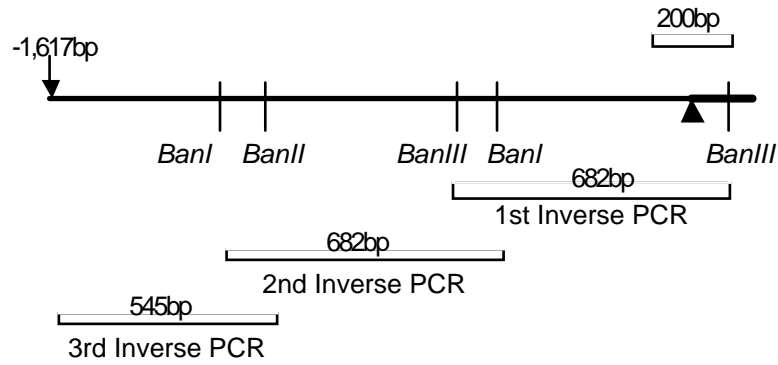 200bp
-1,617bp
BanI BanII BanIII BanI BanIII
682bp
1st Inverse PCR
682bp
2nd Inverse PCR
545bp
3rd Inverse PCR